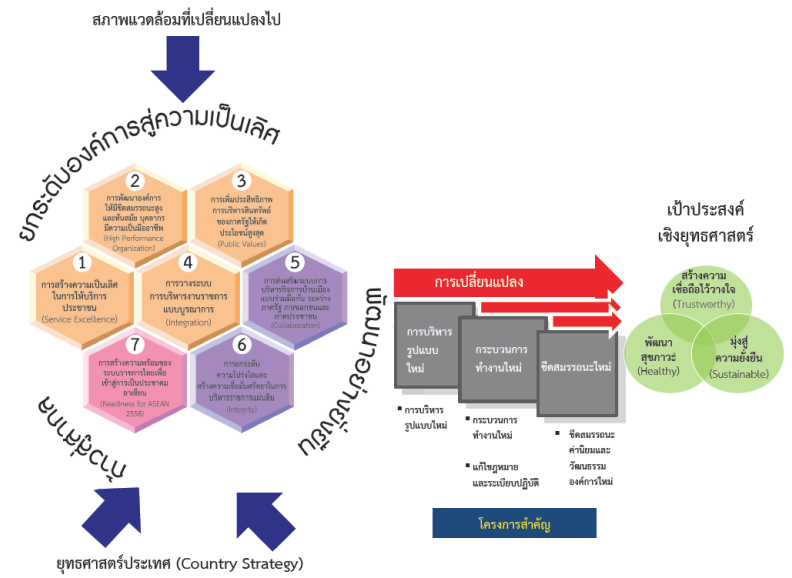 สภาพแวดล้อมที่เปลี่ยนแปลงไป
ยกระดับองค์การสู่ความเป็นเลิศ
2
การพัฒนาองค์การ
ให้มีขีดสมรรถนะสูง
และทันสมัย บุคลากร
มีความเป็นมืออาชีพ
(High Performance
Organization)
3
การเพิ่มประสิทธิภาพ
การบริหารสินทรัพย์
ของภาครัฐให้เกิด
ประโยชน์สูงสุด
(Public Values)
1
การสร้างความเป็นเลิศ
ในการให้บริการ
ประชาชน
(Service Excellence)
4
การวางระบบ
การบริหารงานราชการ
แบบบูรณาการ
(Integration)
5
การส่งเสริมระบบการ
บริหารกิจการบ้านเมือง
แบบร่วมมือกัน ระหว่าง
ภาครัฐ ภาคเอกชนและ
ภาคประชาชน
(Collaboration)
7
การสร้างความพร้อมของ
ระบบราชการไทยเพื่อ
เข้าสู่การเป็นประชาคม
อาเซียน
(Readiness for ASEAN
2558)
6
การยกระดับ
ความโปร่งใสและ
สร้างความเชื่อมั่นศรัทธาในการ
บริหารราชการแผ่นดิน
(Integrity)
พัฒนาอย่างยั่งยืน
ก้าวสู่สากล
ยุทธศาสตร์ประเทศ (Country Strategy)
การเปลี่ยนแปลง
การบริหาร
รูปแบบ
ใหม่
กระบวนการ
ทำงานใหม่
ขีดสมรรถนะใหม่
▪ การบริหาร
รูปแบบใหม่
▪ กระบวนการ
ทำงานใหม่
▪ แก้ไขกฎหมาย
และระเบียบปฏิบัติ
▪ ขีดสมรรถนะ
ค่านิยมและ
วัฒนธรรม
องค์การใหม่
โครงการสำคัญ
เป้าประสงค์
เชิงยุทธศาสตร์
สร้างความ
เชื่อถือไว้วางใจ
(Trustworthy)
พัฒนา
สุขภาวะ
(Healthy)
มุ่งสู่
ความยั่งยืน
(Sustainable)